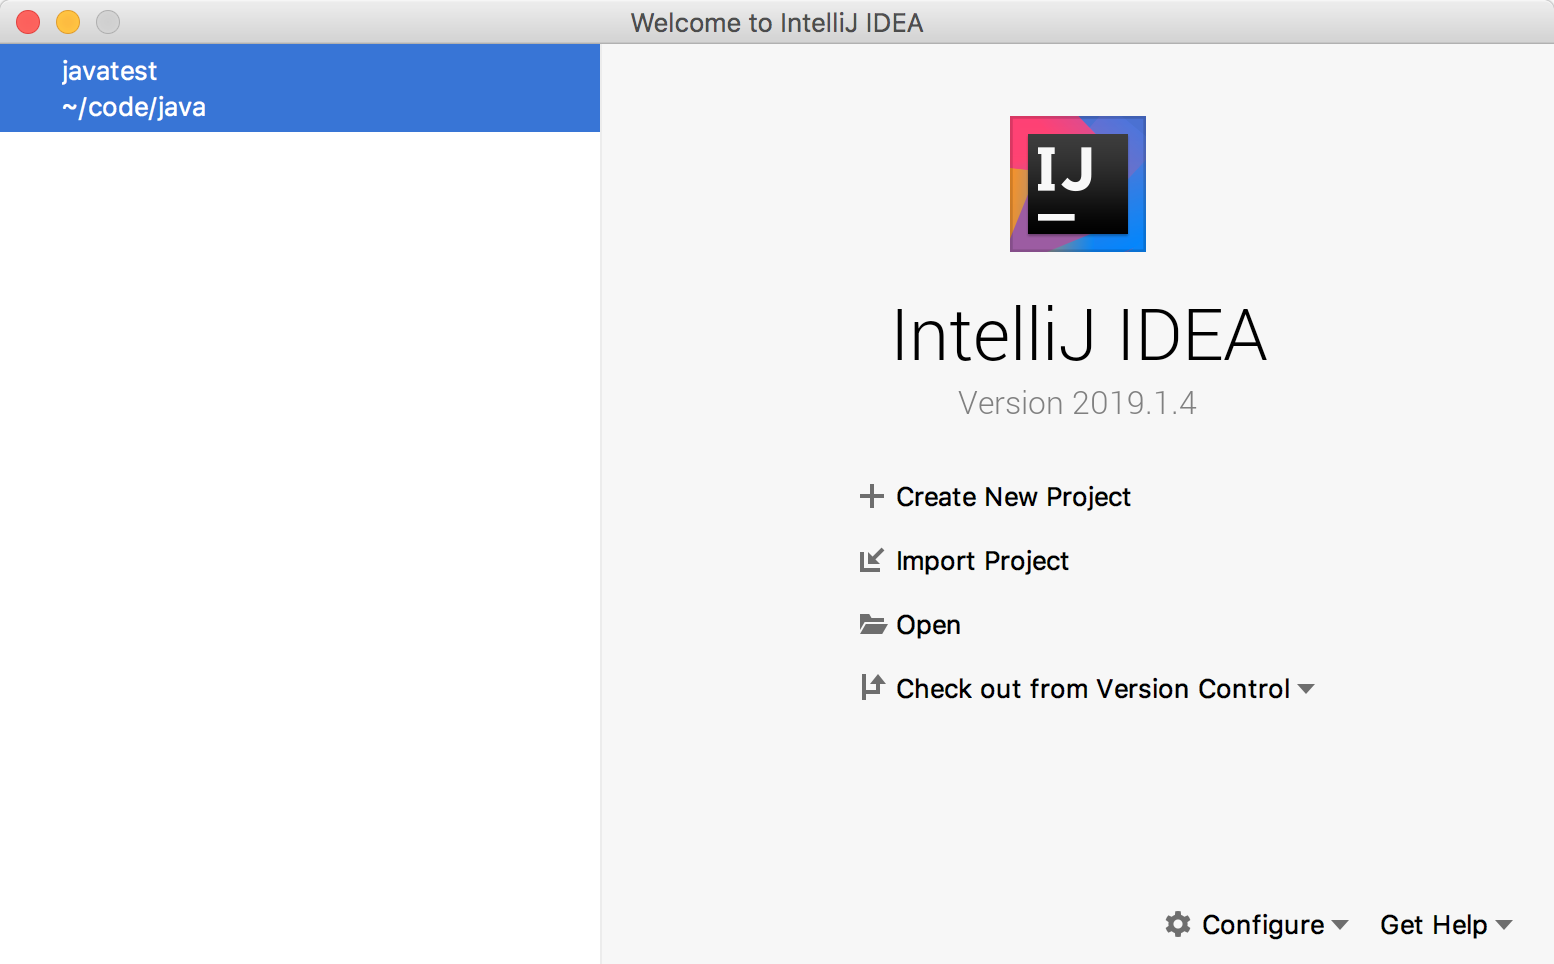 Welcome to IntelliJ IDEA
javatest
~/code/java
IJ
IntelliJ IDEA
Version 2019.1.4
Create New Project
Import Project
Open
Check out from Version Control
Configure
Get Help